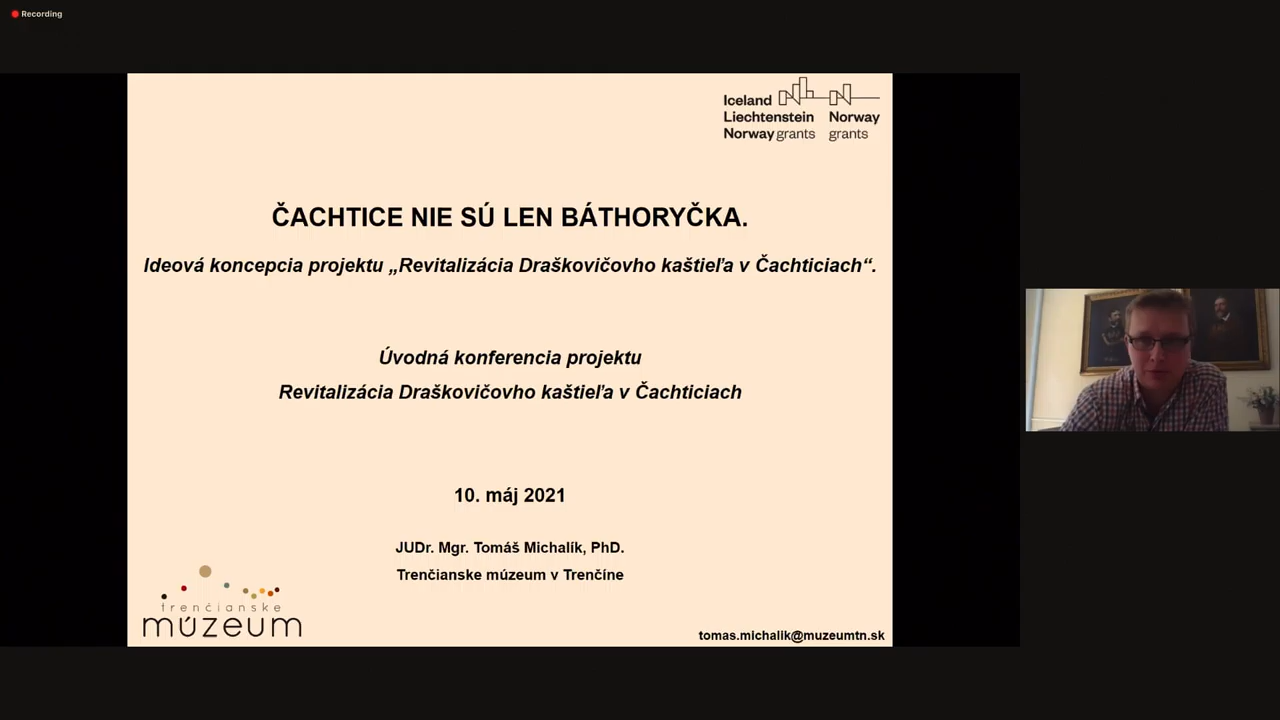 Recording
Iceland
Liechtenstein Norway
Norway grants grants
ČACHTICE NIE SÚ LEN BÁTHORYČKA.
Ideová koncepcia projektu „Revitalizácia Draškovičovho kaštieľa v Čachticiach“.
Úvodná konferencia projektu
Revitalizácia Draškovičovho kaštieľa v Čachticiach
10. máj 2021
JUDr. Mgr. Tomáš Michalík, PhD.
Trenčianske múzeum v Trenčíne
trenčianske
múzeum
tomas.michalik@muzeumtn.sk